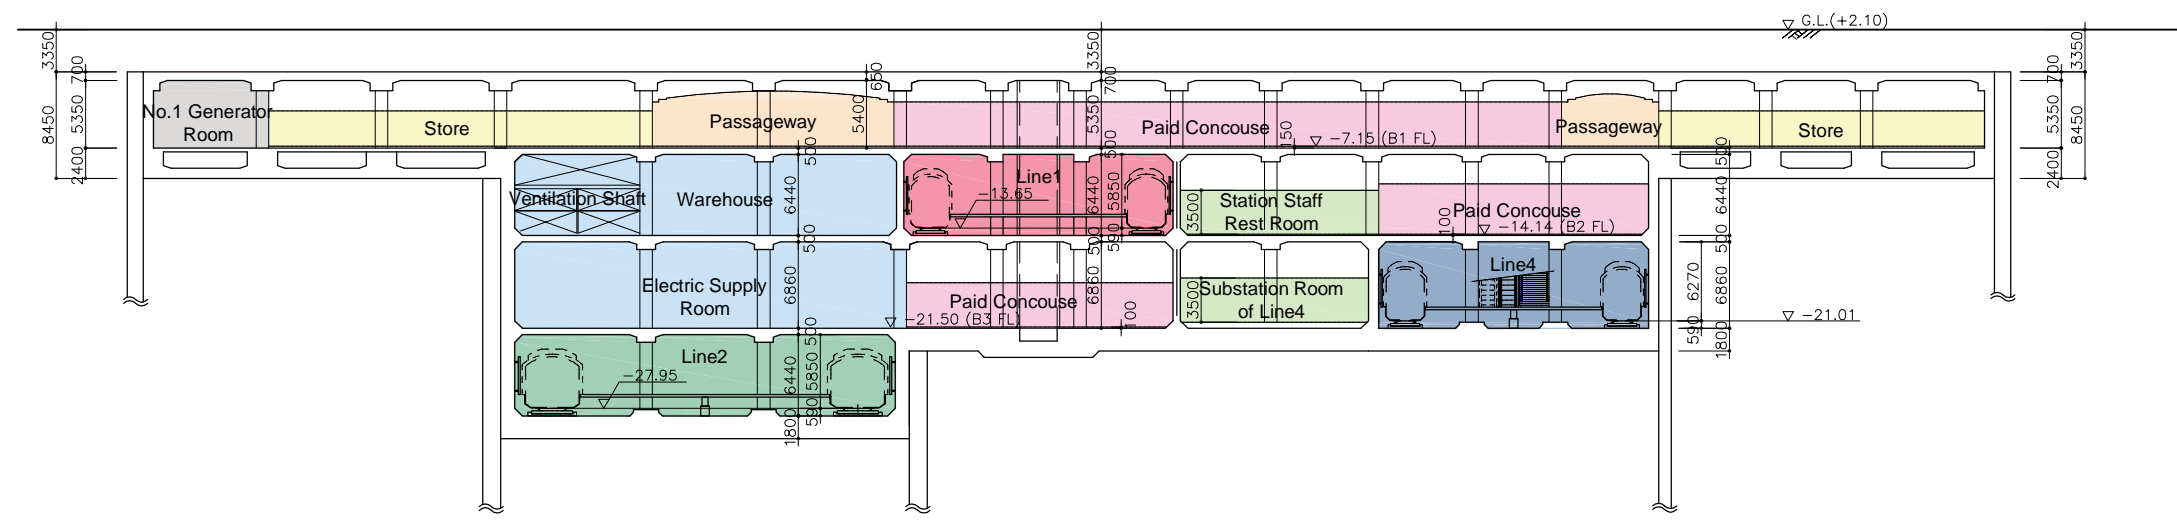 G.L.(+2.10)
3350
3350
3350
700
650
700
700
No.1 Generator
Room
Store
Passageway
Paid Concouse
Passageway
Store
8450
5350
5400
5350
5350
8450
−7.15 (B1 FL)
150
2400
500
500
500
2400
Ventilation Shaft
Warehouse
6440
Line1
−13.65
6440
5850
590
3500
Station Staff
Rest Room
Paid Concouse
−14.14 (B2 FL)
100
6440
500
500
500
Electric Supply
Room
6860
Paid Concouse
6860
100
−21.50 (B3 FL)
3500
Substation Room
of Line4
Line4
6270
6860
590
1800
−21.01
500
Line2
−27.95
6440
5850
590
1800